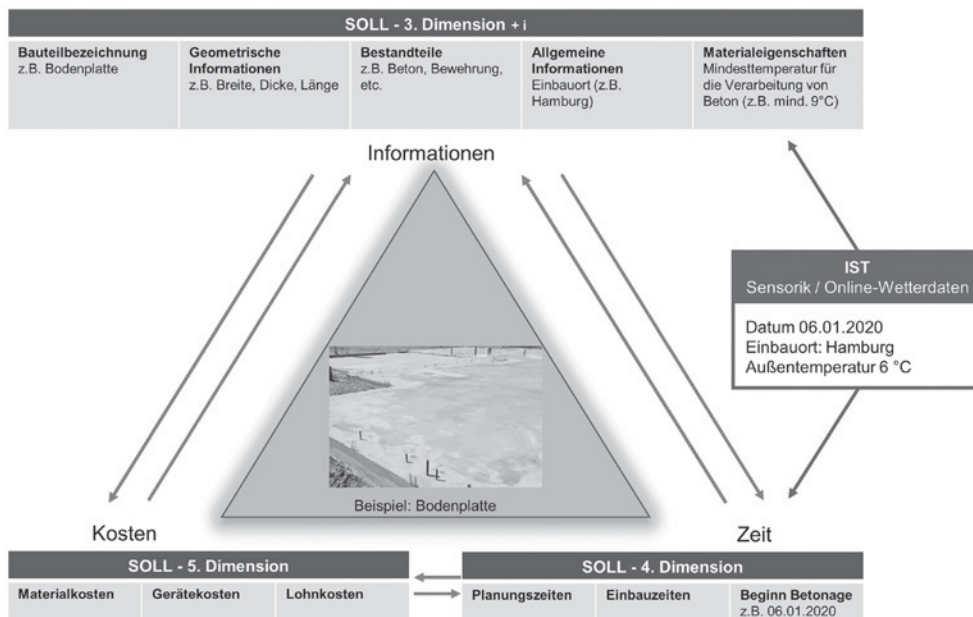 SOLL - 3. Dimension + i
Bauteilbezeichnung
z.B. Bodenplatte
Geometrische
Informationen
z.B. Breite, Dicke, Länge
Bestandteile
z.B. Beton, Bewehrung,
etc.
Allgemeine
Informationen
Einbauort (z.B.
Hamburg)
Materialeigenschaften
Mindesttemperatur für
die Verarbeitung von
Beton (z.B. mind. 9°C)
Informationen
IST
Sensorik / Online-Wetterdaten
Datum 06.01.2020
Einbauort: Hamburg
Außentemperatur 6 °C
Beispiel: Bodenplatte
Kosten
Zeit
SOLL - 5. Dimension
Materialkosten
Gerätekosten
Lohnkosten
SOLL - 4. Dimension
Planungszeiten
Einbauzeiten
Beginn Betonage
z.B. 06.01.2020